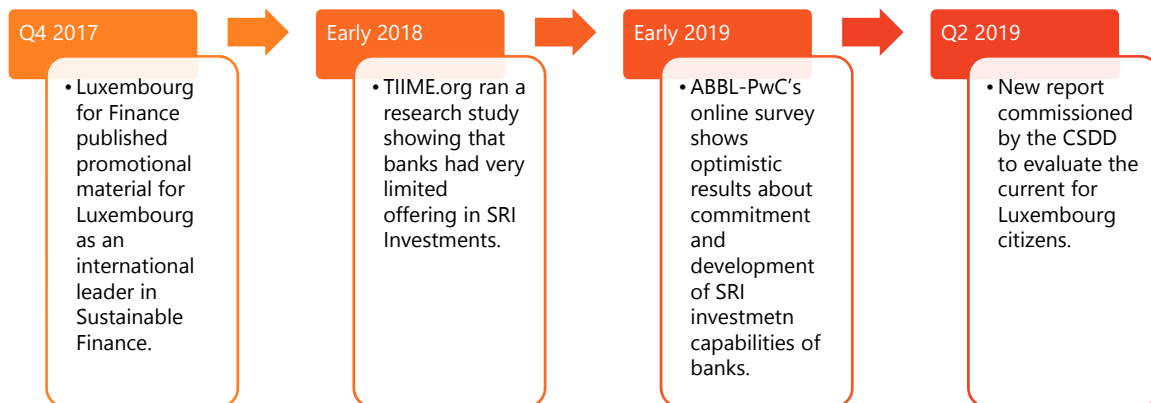 Q4 2017
• Luxembourg
for Finance
published
promotional
material for
Luxembourg
as an
international
leader in
Sustainable
Finance.
Early 2018
• TIIME.org ran a
research study
showing that
banks had very
limited
offering in SRI
Investments.
Early 2019
• ABBL-PwC’s
online survey
shows
optimistic
results about
commitment
and
development
of SRI
investmetn
capabilities of
banks.
Q2 2019
• New report
commissioned
by the CSDD
to evaluate the
current for
Luxembourg
citizens.